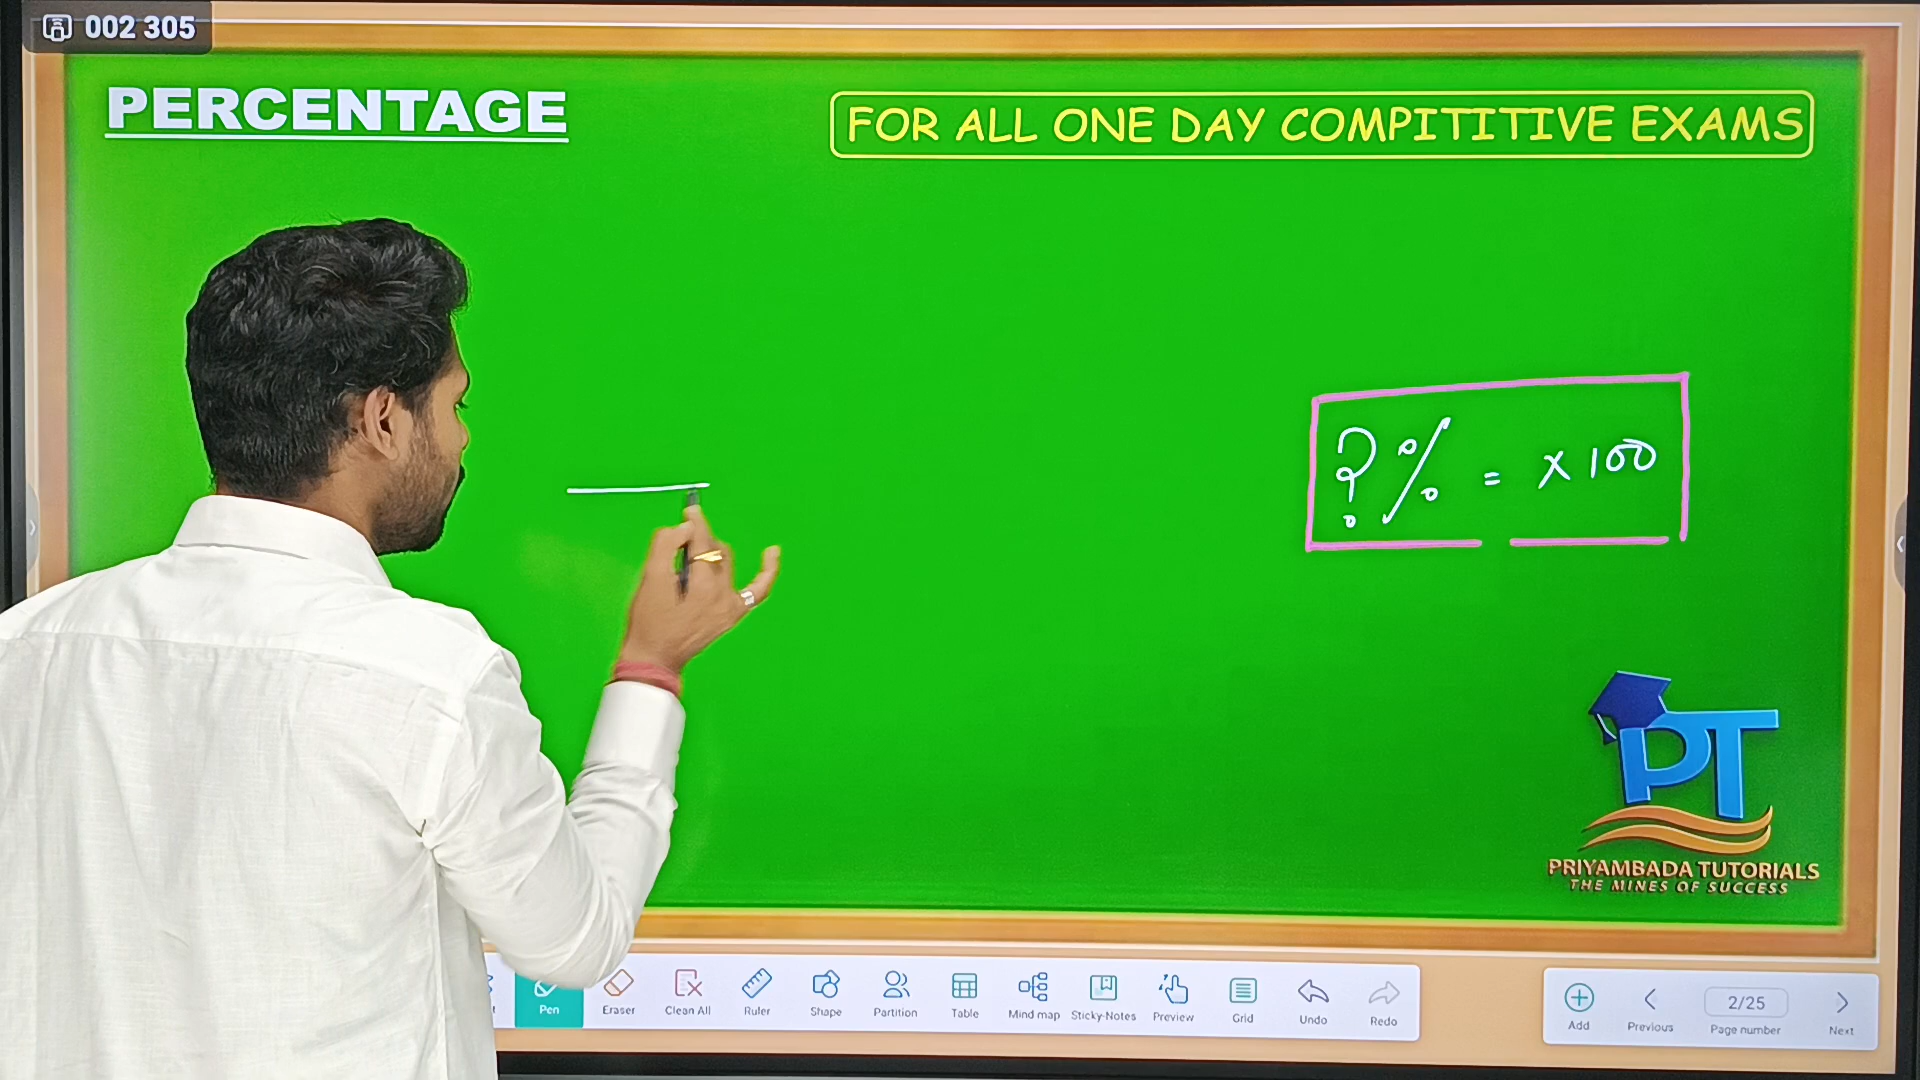 002 305
PERCENTAGE
FOR ALL ONE DAY COMPITITIVE EXAMS
?% = × 100
PT
PRIYAMBADA TUTORIALS
THE MINES OF SUCCESS
Pen
Eraser
Clean All
Ruler
Shape
Partition
Table
Mind map
Sticky-Notes
Preview
Grid
Undo
Redo
Add
Previous
2/25
Page number
Next